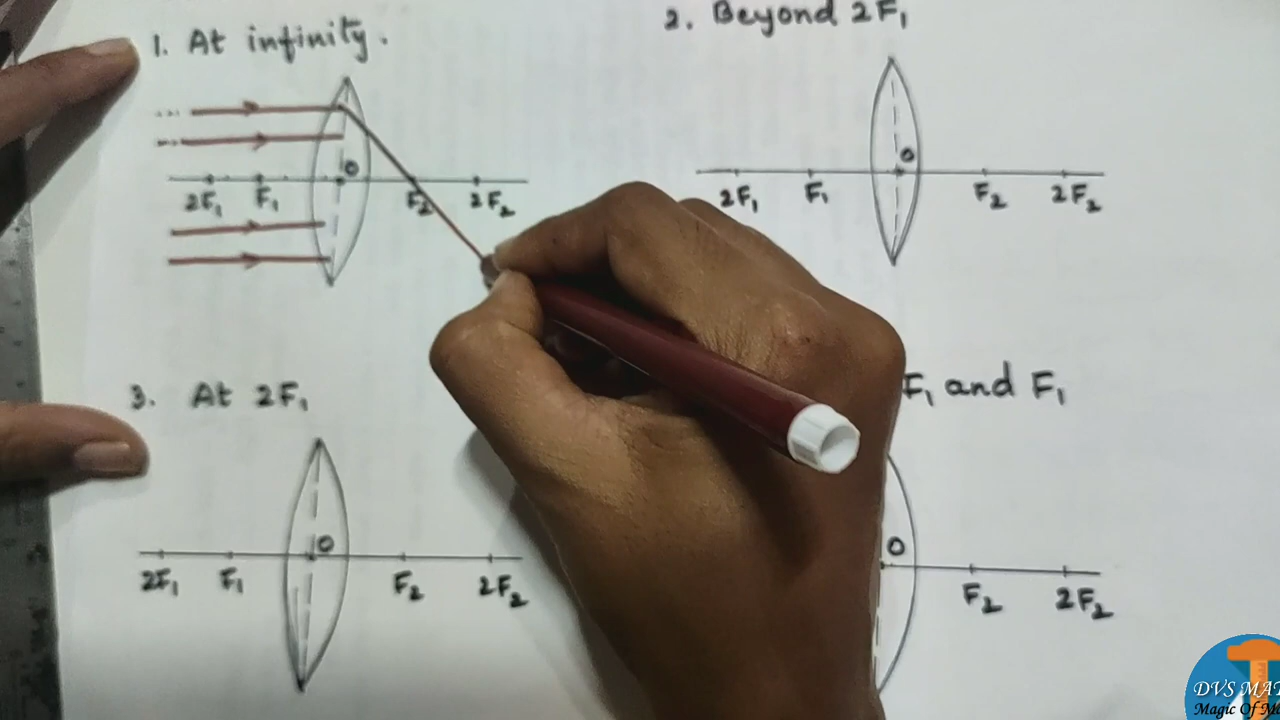 1. At infinity.
O
2F₁ F₁ F₂ 2F₂
2. Beyond 2F₁
O
2F₁ F₁ F₂ 2F₂
3. At 2F₁
O
2F₁ F₁ F₂ 2F₂
F₁ and F₁
O
F₂ 2F₂
DVS
Magic Of